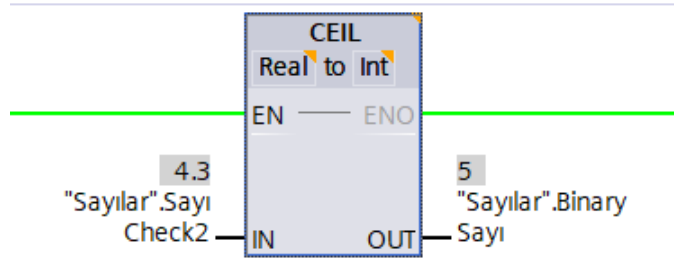 CEIL
Real to Int
EN ENO
4.3
"Sayılar".Sayı
Check2
IN
OUT
5
"Sayılar".Binary
Sayı